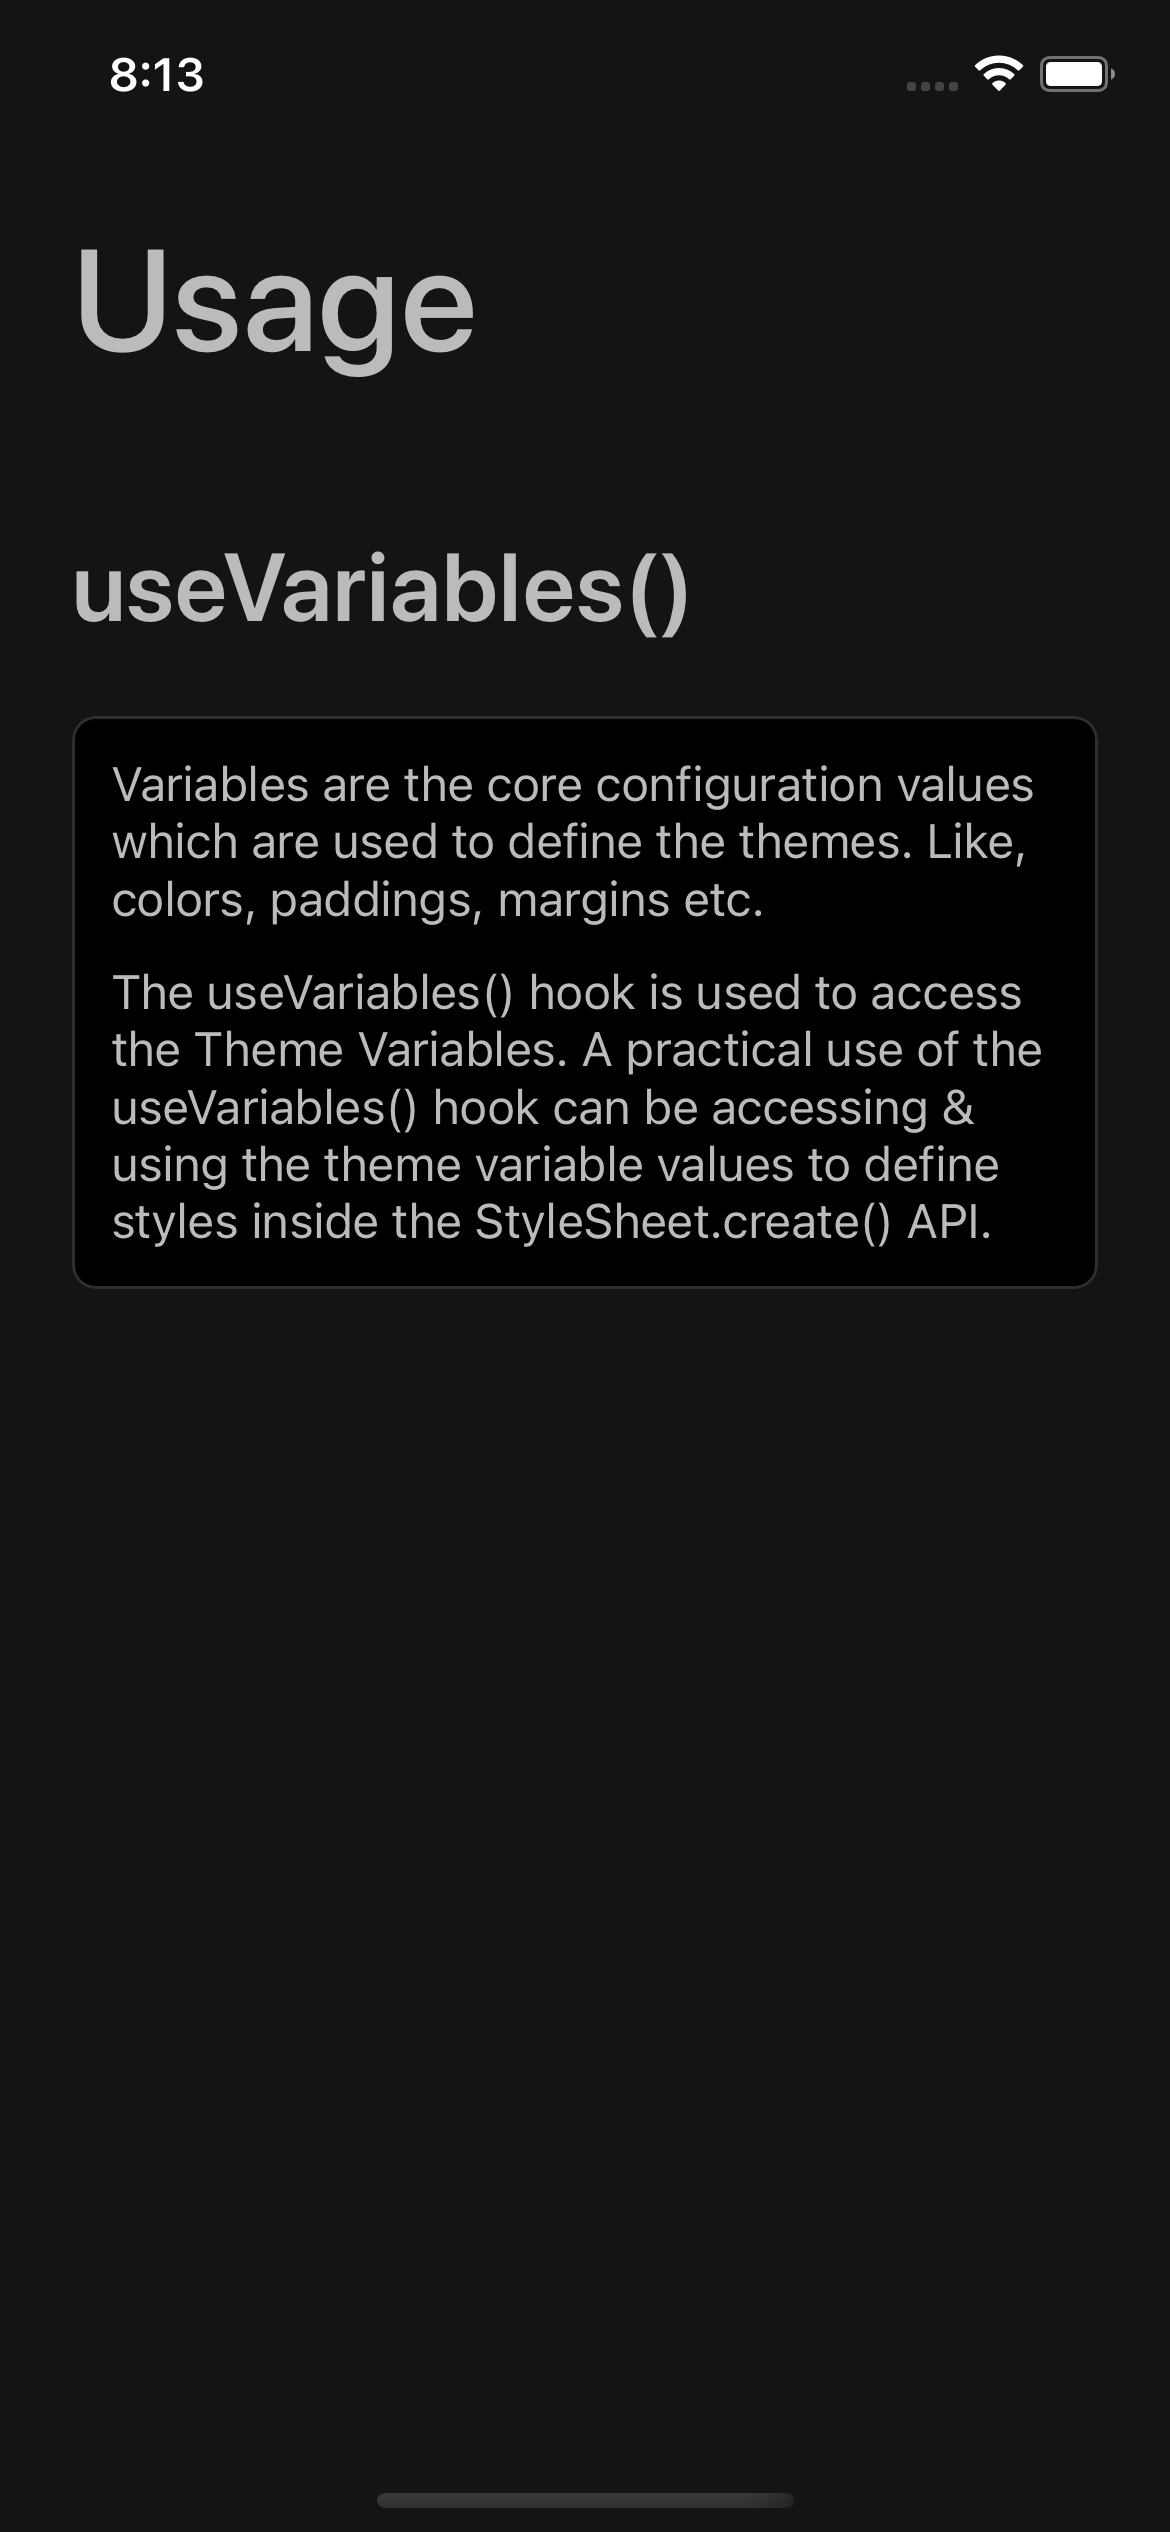 8:13
Usage
useVariables()
Variables are the core configuration values
which are used to define the themes. Like,
colors, paddings, margins etc.
The useVariables() hook is used to access
the Theme Variables. A practical use of the
useVariables() hook can be accessing &
using the theme variable values to define
styles inside the StyleSheet.create() API.